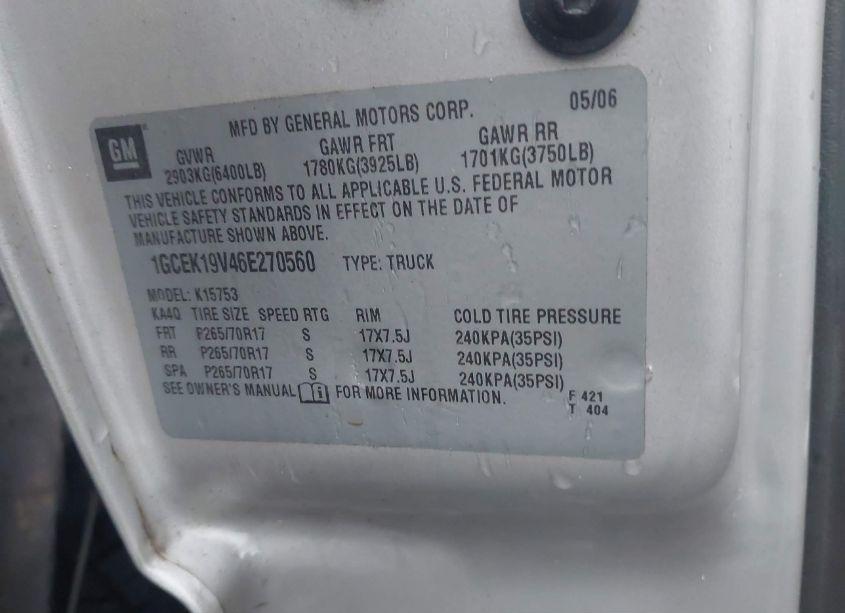 MFD BY GENERAL MOTORS CORP. 05/06
GM
GVWR GAWR FRT GAWR RR
2903KG(6400LB) 1780KG(3925LB) 1701KG(3750LB)
THIS VEHICLE CONFORMS TO ALL APPLICABLE U.S. FEDERAL MOTOR
VEHICLE SAFETY STANDARDS IN EFFECT ON THE DATE OF
MANUFACTURE SHOWN ABOVE.
1GCEK19V46E270560 TYPE: TRUCK
MODEL: K15753
KA4Q TIRE SIZE SPEED RTG RIM COLD TIRE PRESSURE
FRT P265/70R17 S 17X7.5J 240KPA(35PSI)
RR P265/70R17 S 17X7.5J 240KPA(35PSI)
SPA P265/70R17 S 17X7.5J 240KPA(35PSI)
SEE OWNER'S MANUAL FOR MORE INFORMATION.
F 421
T 404